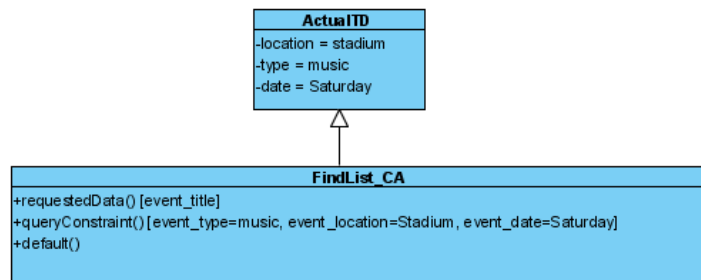 ActualTD
-location = stadium
-type = music
-date = Saturday
FindList_CA
+requestedData() [event_title]
+queryConstraint() [event_type=music, event_location=Stadium, event_date=Saturday]
+default()